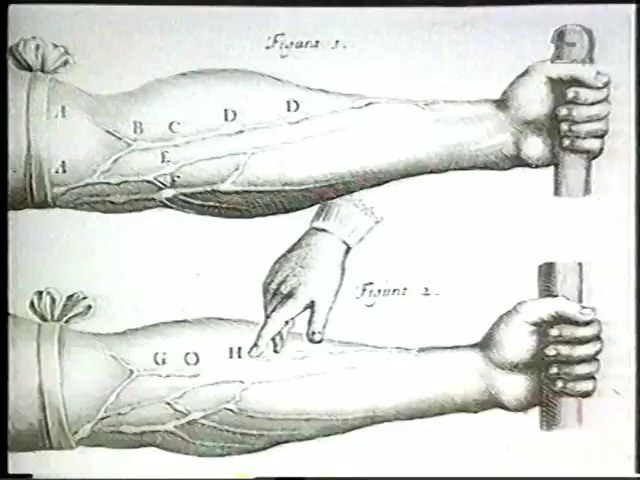 Figura 1.
A
B C D D
E
A
F
Figura 2.
G O H